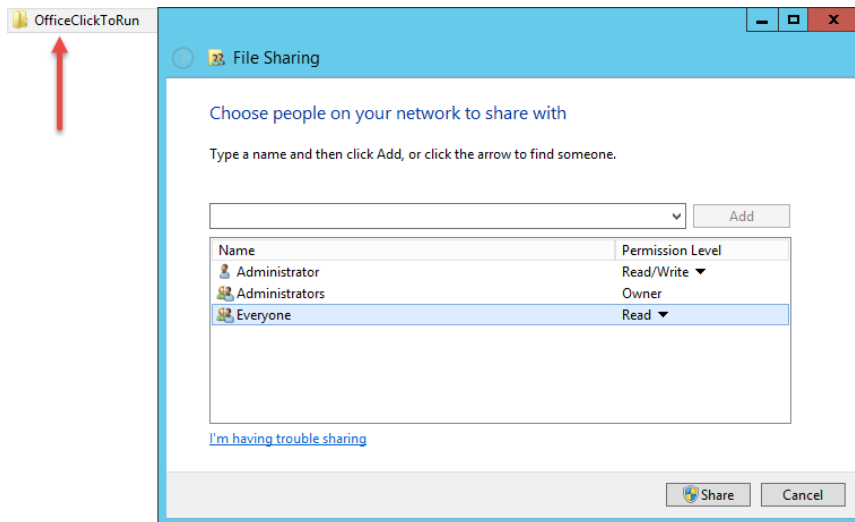 OfficeClickToRun
File Sharing
Choose people on your network to share with
Type a name and then click Add, or click the arrow to find someone.
Add
Name Permission Level
Administrator Read/Write
Administrators Owner
Everyone Read
I'm having trouble sharing
Share Cancel